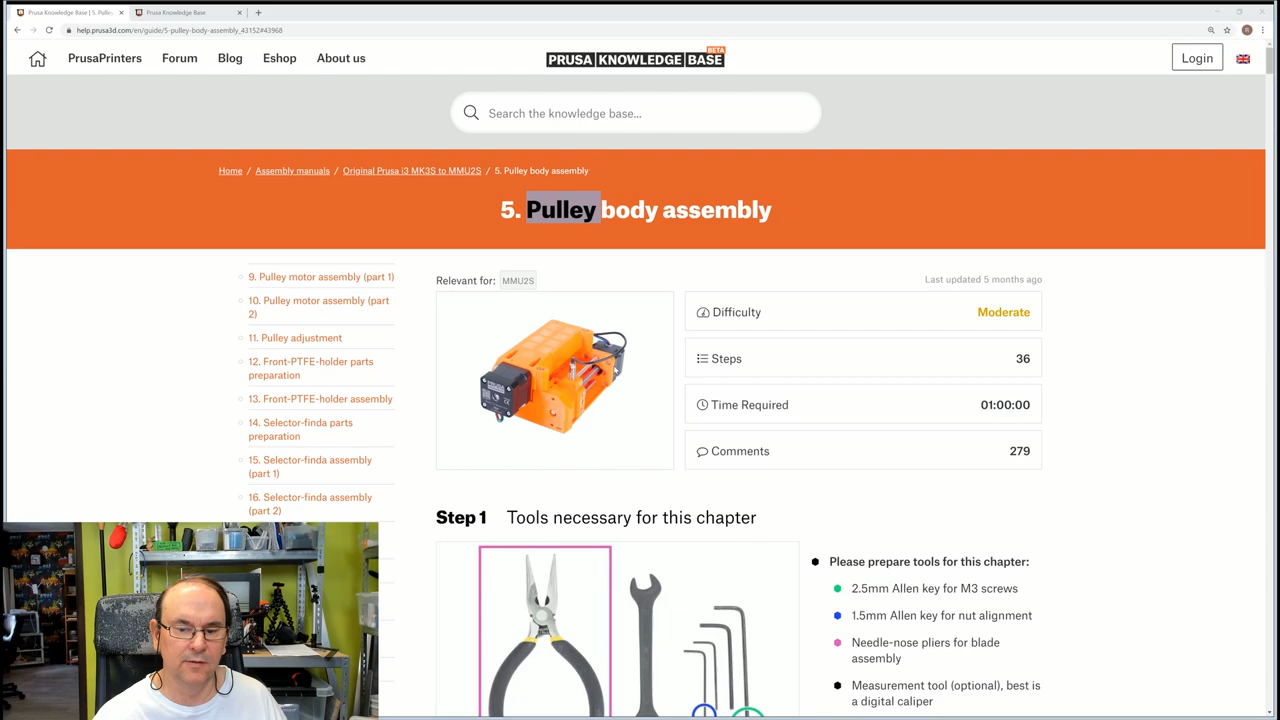 Prusa Knowledge Base | 5. Pulle
Prusa Knowledge Base
help.prusa3d.com/en/guide/5-pulley-body-assembly_43152#43968
PrusaPrinters
Forum
Blog
Eshop
About us
PRUSA KNOWLEDGE BASE
BETA
Login
Search the knowledge base...
Home / Assembly manuals / Original Prusa i3 MK3S to MMU2S / 5. Pulley body assembly
5. Pulley body assembly
9. Pulley motor assembly (part 1)
10. Pulley motor assembly (part
2)
11. Pulley adjustment
12. Front-PTFE-holder parts
preparation
13. Front-PTFE-holder assembly
14. Selector-finda parts
preparation
15. Selector-finda assembly
(part 1)
16. Selector-finda assembly
(part 2)
Relevant for: MMU2S
Last updated 5 months ago
Difficulty
Moderate
Steps
36
Time Required
01:00:00
Comments
279
Step 1 Tools necessary for this chapter
Please prepare tools for this chapter:
2.5mm Allen key for M3 screws
1.5mm Allen key for nut alignment
Needle-nose pliers for blade
assembly
Measurement tool (optional), best is
a digital caliper